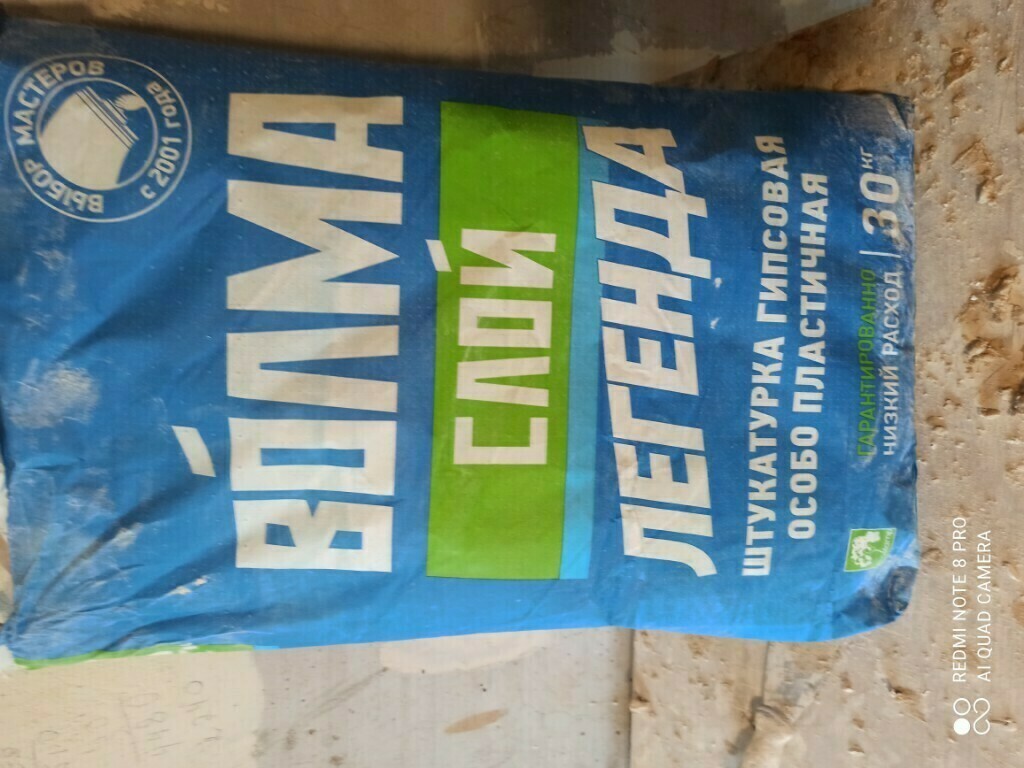 ВЫБОР МАСТЕРОВ
с 2001 года
ВОЛМА
СЛОЙ
ЛЕГЕНДА
ШТУКАТУРКА ГИПСОВАЯ
ОСОБО ПЛАСТИЧНАЯ
ГАРАНТИРОВАННО
НИЗКИЙ РАСХОД
30 КГ
REDMI NOTE 8 PRO
AI QUAD CAMERA